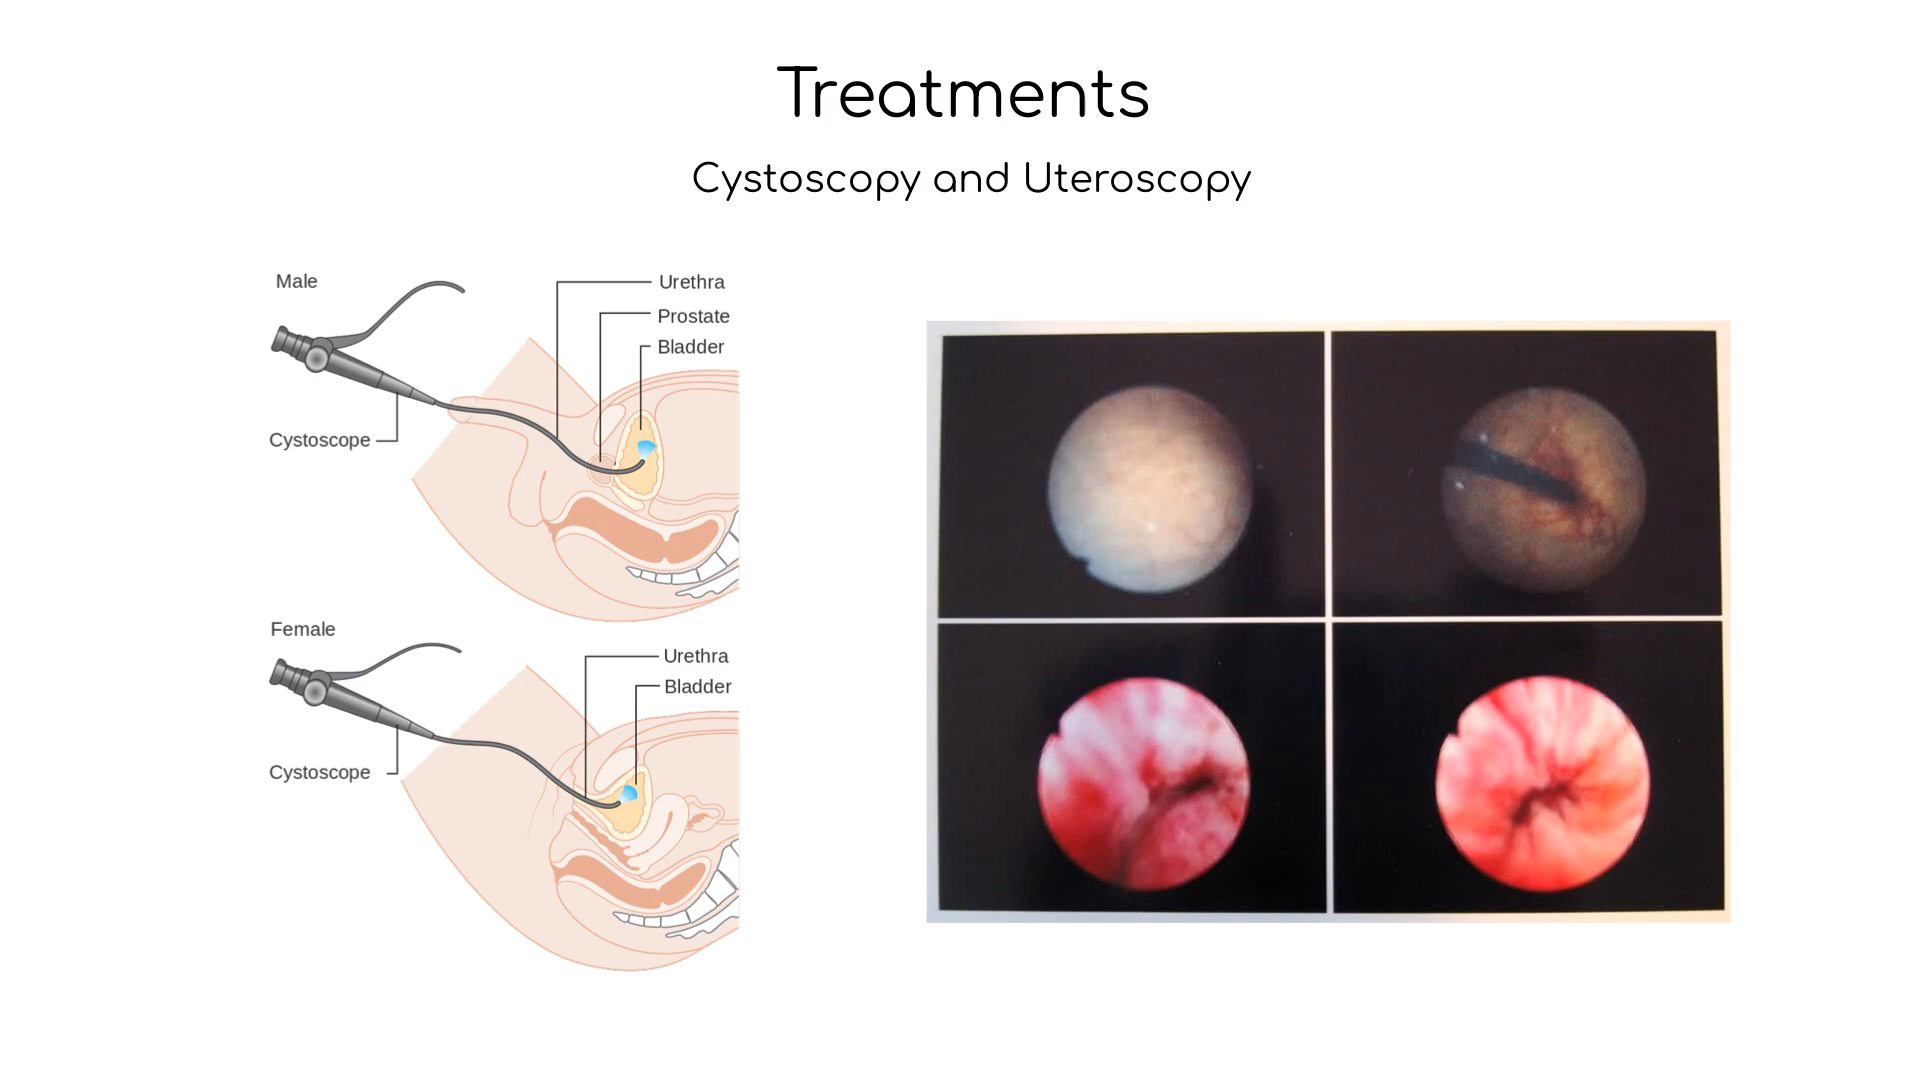 Treatments
Cystoscopy and Uteroscopy
Male
Urethra
Prostate
Bladder
Cystoscope
Female
Urethra
Bladder
Cystoscope